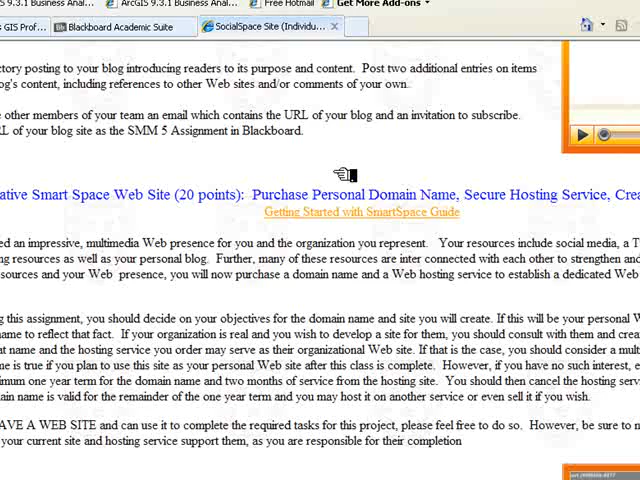 S 9.3.1 Business Anal... ArcGIS 9.3.1 Business Anal... Free Hotmail Get More Add-ons
s GIS Prof... Blackboard Academic Suite SocialSpace Site (Individu...
ctory posting to your blog introducing readers to its purpose and content. Post two additional entries on items
og's content, including references to other Web sites and/or comments of your own.
e other members of your team an email which contains the URL of your blog and an invitation to subscribe.
RL of your blog site as the SMM 5 Assignment in Blackboard.
ative Smart Space Web Site (20 points): Purchase Personal Domain Name, Secure Hosting Service, Crea
Getting Started with SmartSpace Guide
ed an impressive, multimedia Web presence for you and the organization you represent. Your resources include social media, a T
ng resources as well as your personal blog. Further, many of these resources are inter connected with each other to strengthen and
esources and your Web presence, you will now purchase a domain name and a Web hosting service to establish a dedicated Web
g this assignment, you should decide on your objectives for the domain name and site you will create. If this will be your personal W
name to reflect that fact. If your organization is real and you wish to develop a site for them, you should consult with them and crea
at name and the hosting service you order may serve as their organizational Web site. If that is the case, you should consider a mult
me is true if you plan to use this site as your personal Web site after this class is complete. However, if you have no such interest, e
imum one year term for the domain name and two months of service from the hosting site. You should then cancel the hosting serv
ain name is valid for the remainder of the one year term and you may host it on another service or even sell it if you wish.
AVE A WEB SITE and can use it to complete the required tasks for this project, please feel free to do so. However, be sure to n
your current site and hosting service support them, as you are responsible for their completion